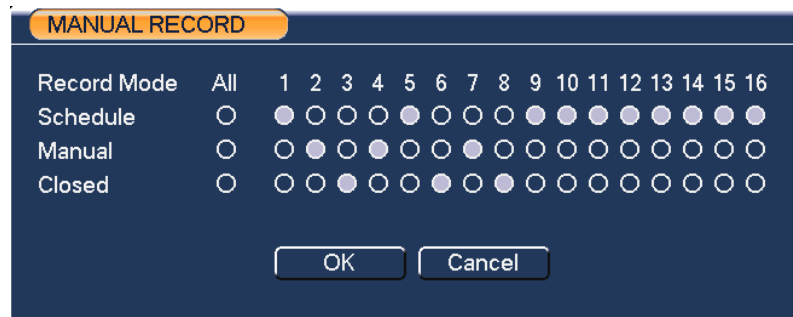 MANUAL RECORD
Record Mode All 1 2 3 4 5 6 7 8 9 10 11 12 13 14 15 16
Schedule
Manual
Closed
OK Cancel